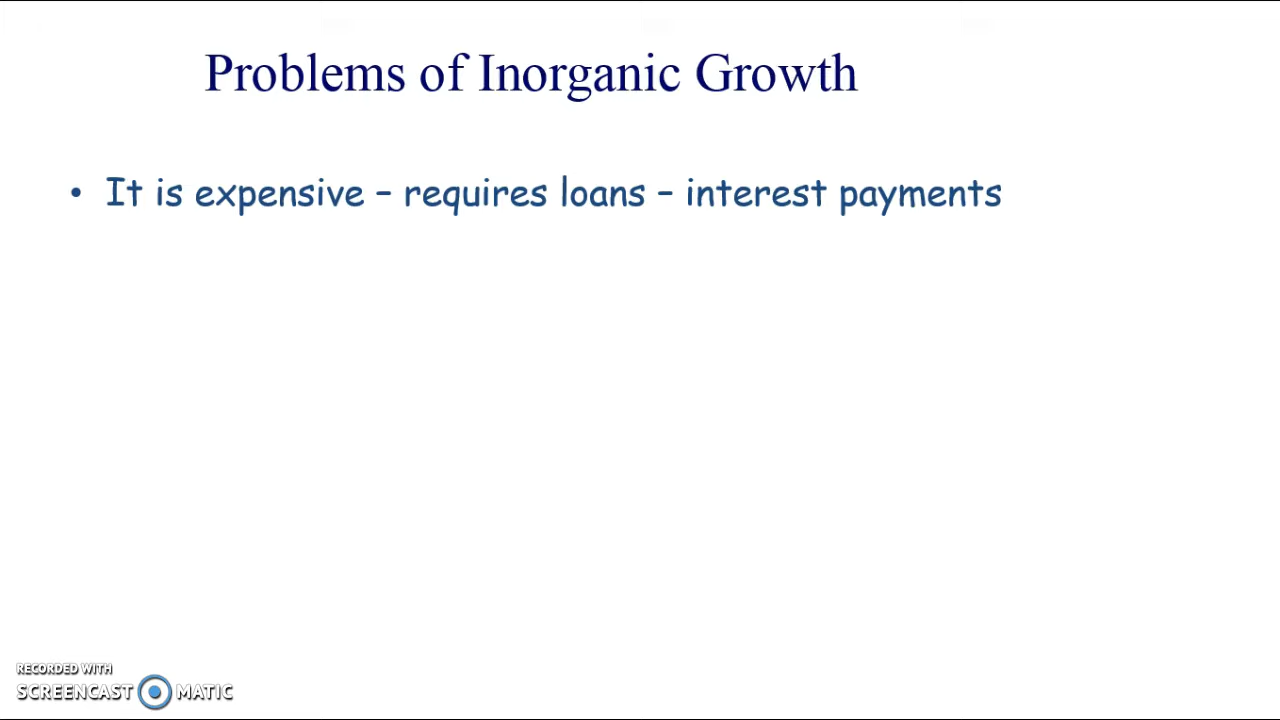 Problems of Inorganic Growth
• It is expensive – requires loans – interest payments
RECORDED WITH
SCREENCAST MATIC